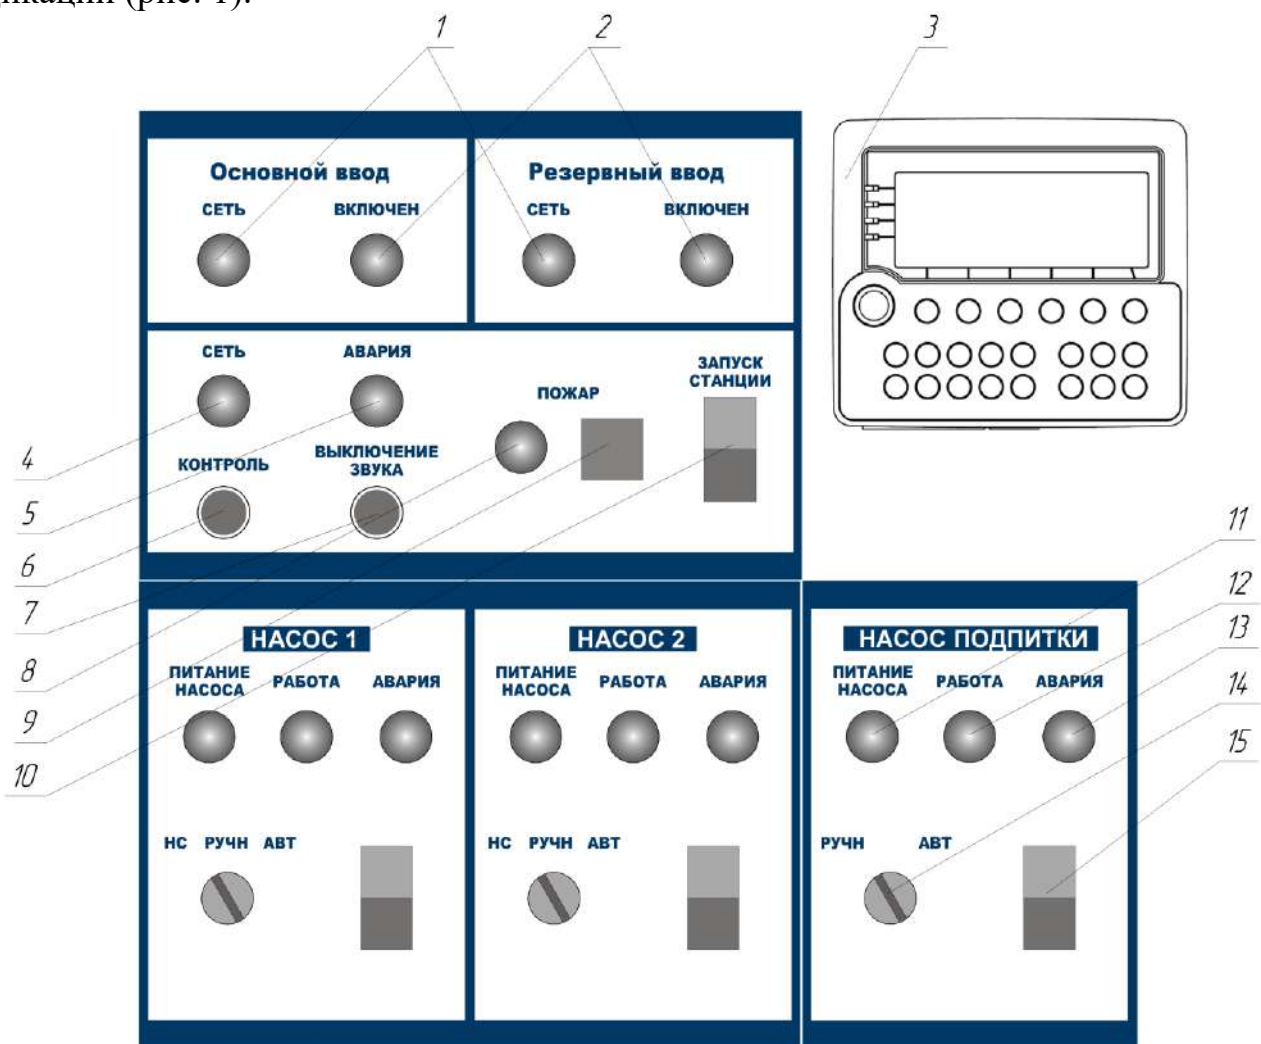 дикации (рис. 1).
1 2 3
Основной ввод Резервный ввод
СЕТЬ ВКЛЮЧЕН СЕТЬ ВКЛЮЧЕН
СЕТЬ АВАРИЯ
ЗАПУСК
СТАНЦИИ
ПОЖАР
КОНТРОЛЬ
ВЫКЛЮЧЕНИЕ
ЗВУКА
4
5
6
7
8
9
10
11
12
13
14
15
НАСОС 1
ПИТАНИЕ
НАСОСА
РАБОТА АВАРИЯ
НС РУЧН АВТ
НАСОС 2
ПИТАНИЕ
НАСОСА
РАБОТА АВАРИЯ
НС РУЧН АВТ
НАСОС ПОДПИТКИ
ПИТАНИЕ
НАСОСА
РАБОТА АВАРИЯ
РУЧН АВТ